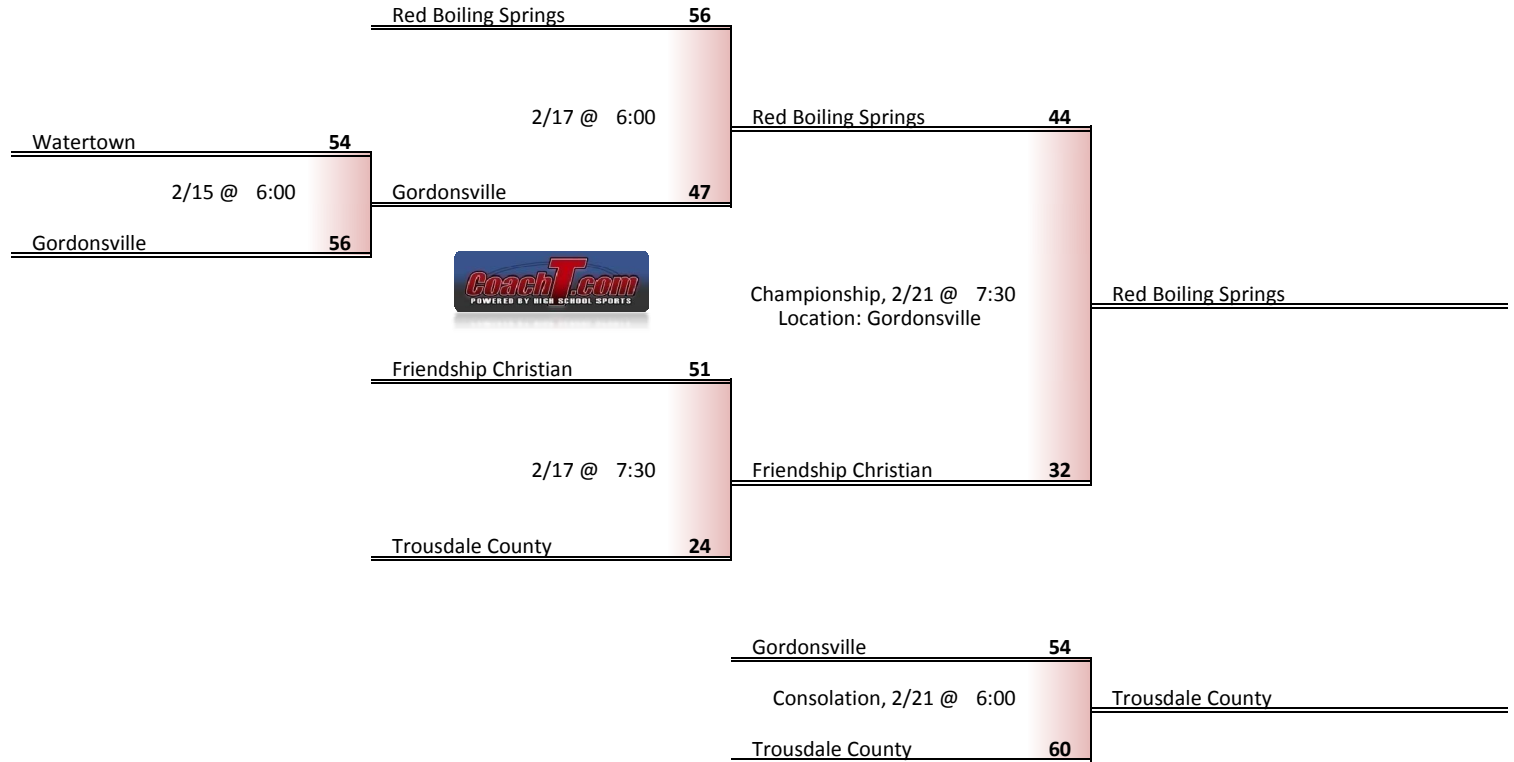 Red Boiling Springs 56
2/17 @ 6:00
Red Boiling Springs 44
Watertown 54
2/15 @ 6:00
Gordonsville 47
Gordonsville 56
CoachT.com
POWERED BY HIGH SCHOOL SPORTS
Championship, 2/21 @ 7:30
Location: Gordonsville
Red Boiling Springs
Friendship Christian 51
2/17 @ 7:30
Friendship Christian 32
Trousdale County 24
Gordonsville 54
Consolation, 2/21 @ 6:00
Trousdale County
Trousdale County 60